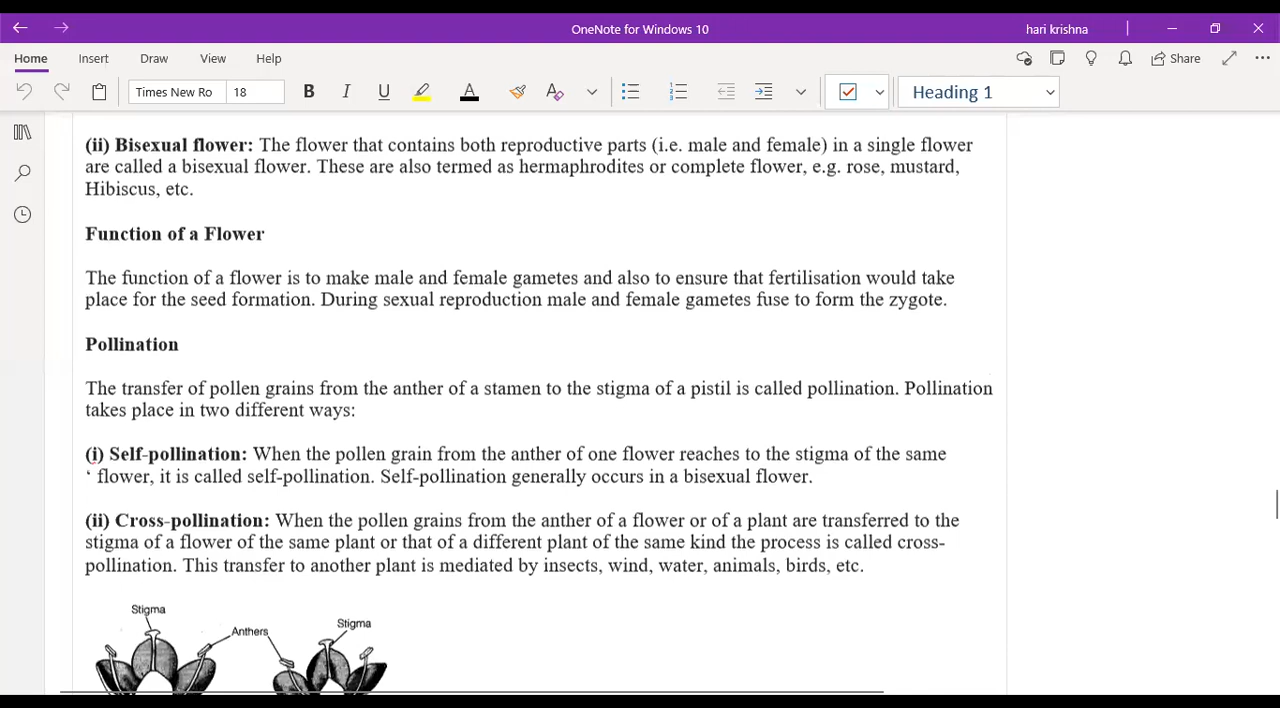 OneNote for Windows 10
hari krishna
Home Insert Draw View Help
Share
Times New Ro 18
B I U A A
Heading 1
(ii) Bisexual flower: The flower that contains both reproductive parts (i.e. male and female) in a single flower
are called a bisexual flower. These are also termed as hermaphrodites or complete flower, e.g. rose, mustard,
Hibiscus, etc.
Function of a Flower
The function of a flower is to make male and female gametes and also to ensure that fertilisation would take
place for the seed formation. During sexual reproduction male and female gametes fuse to form the zygote.
Pollination
The transfer of pollen grains from the anther of a stamen to the stigma of a pistil is called pollination. Pollination
takes place in two different ways:
(i) Self-pollination: When the pollen grain from the anther of one flower reaches to the stigma of the same
‘ flower, it is called self-pollination. Self-pollination generally occurs in a bisexual flower.
(ii) Cross-pollination: When the pollen grains from the anther of a flower or of a plant are transferred to the
stigma of a flower of the same plant or that of a different plant of the same kind the process is called cross-
pollination. This transfer to another plant is mediated by insects, wind, water, animals, birds, etc.
Stigma
Anthers
Stigma